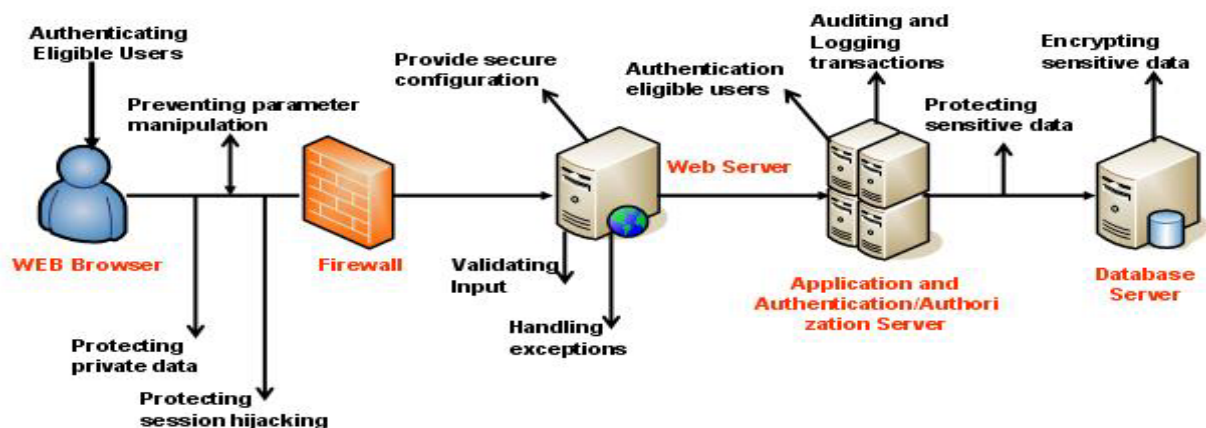 Authenticating
Eligible Users
Preventing parameter
manipulation
WEB Browser
Protecting
private data
Protecting
session hijacking
Firewall
Provide secure
configuration
Web Server
Validating
Input
Handling
exceptions
Authentication
eligible users
Auditing and
Logging
transactions
Application and
Authentication/Authori
zation Server
Protecting
sensitive data
Encrypting
sensitive data
Database
Server